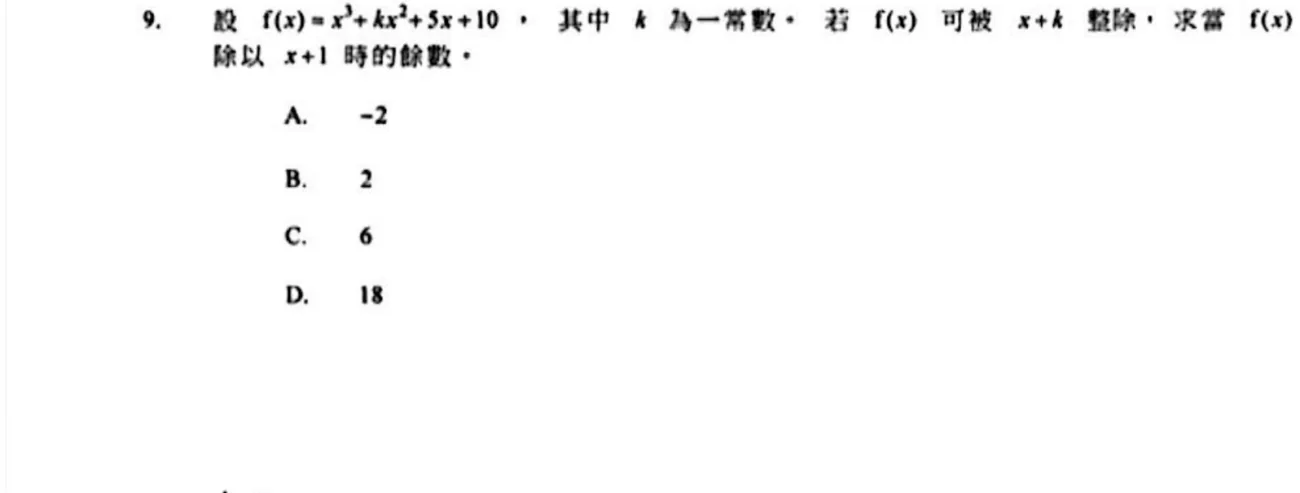 9. 設 f(x) = x³ + kx² + 5x + 10 ， 其中 k 為一常數。 若 f(x) 可被 x+k 整除，求當 f(x)
除以 x+1 時的餘數。
A. −2
B. 2
C. 6
D. 18